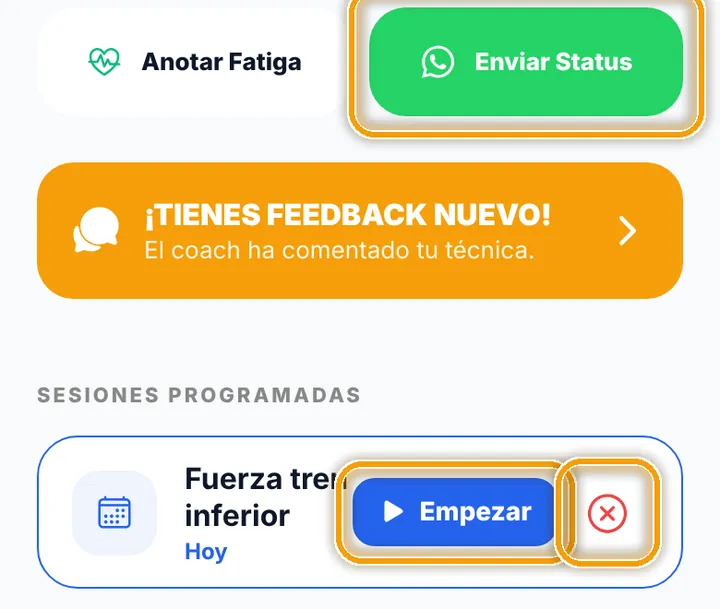 Anotar Fatiga
Enviar Status
¡TIENES FEEDBACK NUEVO!
El coach ha comentado tu técnica.
SESIONES PROGRAMADAS
Fuerza tren
inferior
Hoy
Empezar